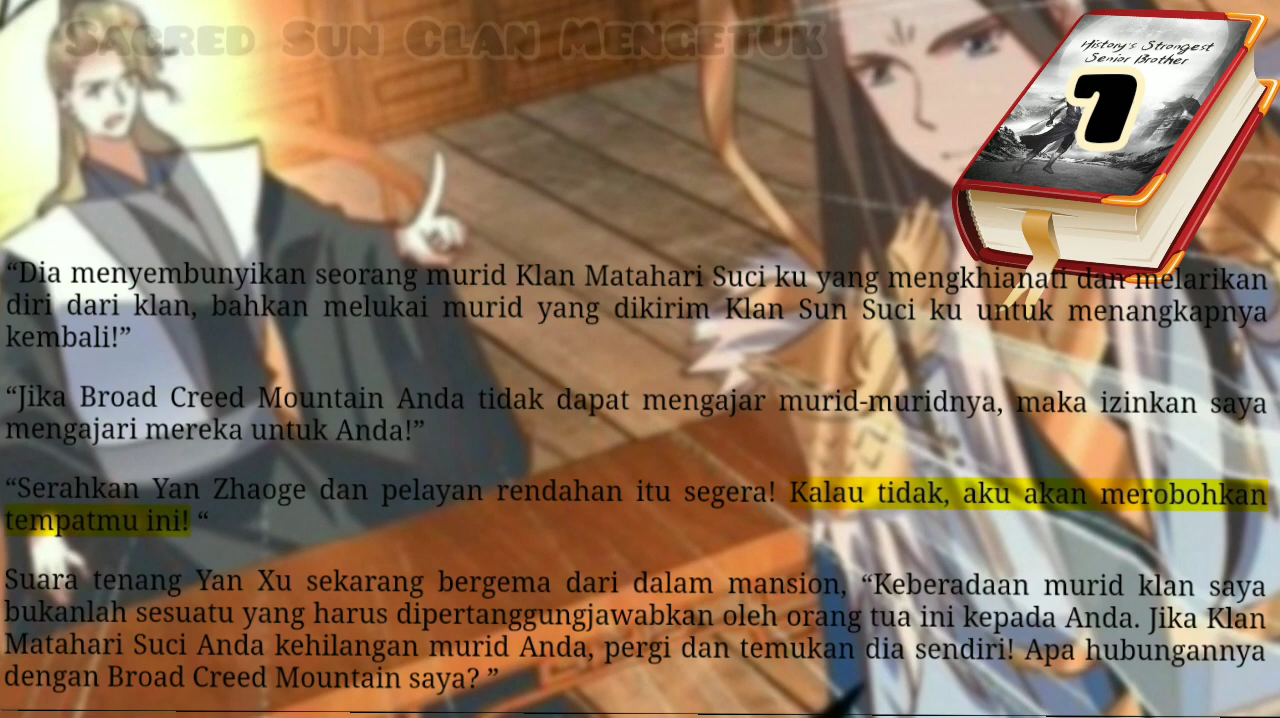 Sacred Sun Clan Mengetuk
History's Strongest
Senior Brother
7
“Dia menyembunyikan seorang murid Klan Matahari Suci ku yang mengkhianati dan melarikan
diri dari klan, bahkan melukai murid yang dikirim Klan Sun Suci ku untuk menangkapnya
kembali!”
“Jika Broad Creed Mountain Anda tidak dapat mengajar murid-muridnya, maka izinkan saya
mengajari mereka untuk Anda!”
“Serahkan Yan Zhaoge dan pelayan rendahan itu segera! Kalau tidak, aku akan merobohkan
tempatmu ini! “
Suara tenang Yan Xu sekarang bergema dari dalam mansion, “Keberadaan murid klan saya
bukanlah sesuatu yang harus dipertanggungjawabkan oleh orang tua ini kepada Anda. Jika Klan
Matahari Suci Anda kehilangan murid Anda, pergi dan temukan dia sendiri! Apa hubungannya
dengan Broad Creed Mountain saya? ”